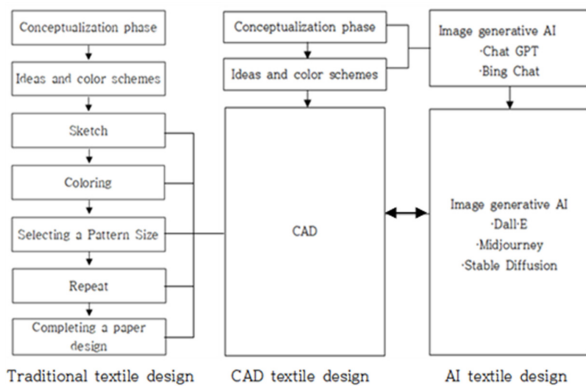 Conceptualization phase
Ideas and color schemes
Sketch
Coloring
Selecting a Pattern Size
Repeat
Completing a paper
design
Traditional textile design
Conceptualization phase
Ideas and color schemes
CAD
CAD textile design
Image generative AI
·Chat GPT
·Bing Chat
Image generative AI
·Dall·E
·Midjourney
·Stable Diffusion
AI textile design